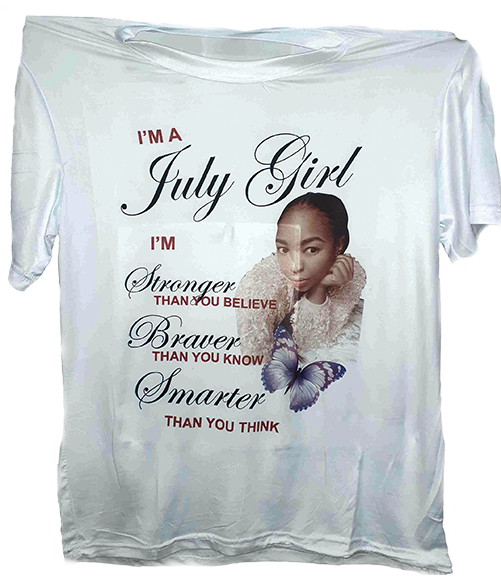 I'M A
July Girl
I'M
Stronger
THAN YOU BELIEVE
Braver
THAN YOU KNOW
Smarter
THAN YOU THINK